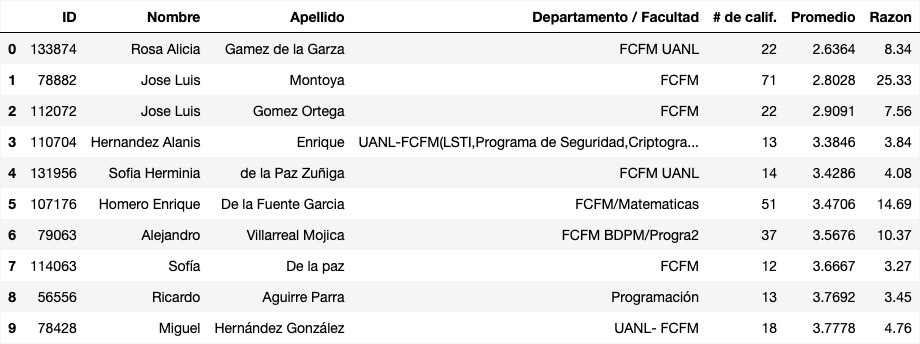 ID Nombre Apellido Departamento / Facultad # de calif. Promedio Razon
0 133874 Rosa Alicia Gamez de la Garza FCFM UANL 22 2.6364 8.34
1 78882 Jose Luis Montoya FCFM 71 2.8028 25.33
2 112072 Jose Luis Gomez Ortega FCFM 22 2.9091 7.56
3 110704 Hernandez Alanis Enrique UANL-FCFM(LSTI,Programa de Seguridad,Criptogra... 13 3.3846 3.84
4 131956 Sofia Herminia de la Paz Zuñiga FCFM UANL 14 3.4286 4.08
5 107176 Homero Enrique De la Fuente Garcia FCFM/Matematicas 51 3.4706 14.69
6 79063 Alejandro Villarreal Mojica FCFM BDPM/Progra2 37 3.5676 10.37
7 114063 Sofía De la paz FCFM 12 3.6667 3.27
8 56556 Ricardo Aguirre Parra Programación 13 3.7692 3.45
9 78428 Miguel Hernández González UANL- FCFM 18 3.7778 4.76